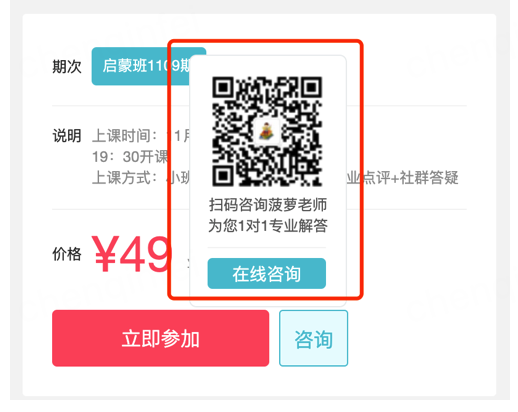 期次 启蒙班1109期
说明 上课时间：11月
19：30开课
上课方式：小班 业点评+社群答疑
扫码咨询菠萝老师
为您1对1专业解答
价格 ¥49
在线咨询
立即参加 咨询